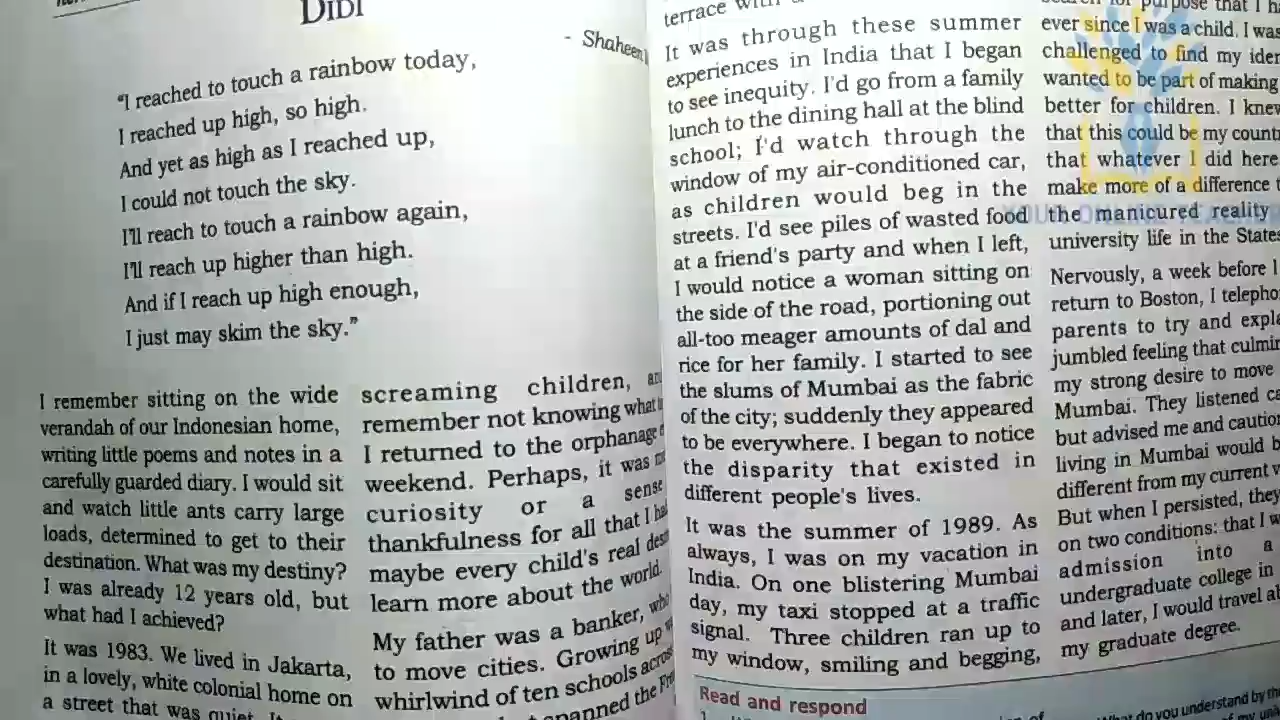 DIDI
- Shaheen
“I reached to touch a rainbow today,
I reached up high, so high.
And yet as high as I reached up,
I could not touch the sky.
I'll reach to touch a rainbow again,
I'll reach up higher than high.
And if I reach up high enough,
I just may skim the sky.”
I remember sitting on the wide
verandah of our Indonesian home,
writing little poems and notes in a
carefully guarded diary. I would sit
and watch little ants carry large
loads, determined to get to their
destination. What was my destiny?
I was already 12 years old, but
what had I achieved?
It was 1983. We lived in Jakarta,
in a lovely, white colonial home on
a street that was quiet.
screaming children,
remember not knowing what
I returned to the orphanage
weekend. Perhaps, it was
curiosity or a sense
thankfulness for all that I
maybe every child's real
learn more about the world.
My father was a banker,
to move cities. Growing up
whirlwind of ten schools
spanned the
terrace
It was through these summer
experiences in India that I began
to see inequity. I'd go from a family
lunch to the dining hall at the blind
school; I'd watch through the
window of my air-conditioned car,
as children would beg in the
streets. I'd see piles of wasted food
at a friend's party and when I left,
I would notice a woman sitting on
the side of the road, portioning out
all-too meager amounts of dal and
rice for her family. I started to see
the slums of Mumbai as the fabric
of the city; suddenly they appeared
to be everywhere. I began to notice
the disparity that existed in
different people's lives.
It was the summer of 1989. As
always, I was on my vacation in
India. On one blistering Mumbai
day, my taxi stopped at a traffic
signal. Three children ran up to
my window, smiling and begging,
purpose that I
ever since I was a child. I was
challenged to find my
wanted to be part of making
better for children. I knew
that this could be my
that whatever I did here
make more of a difference
the manicured reality
university life in the States
Nervously, a week before I
return to Boston, I
parents to try and
jumbled feeling that
my strong desire to move
Mumbai. They listened
but advised me and
living in Mumbai would
different from my current
But when I persisted, they
on two conditions: that I
admission into a
undergraduate college in
and later, I would travel
my graduate degree.
Read and respond
do you understand by
YOUR ONLINE